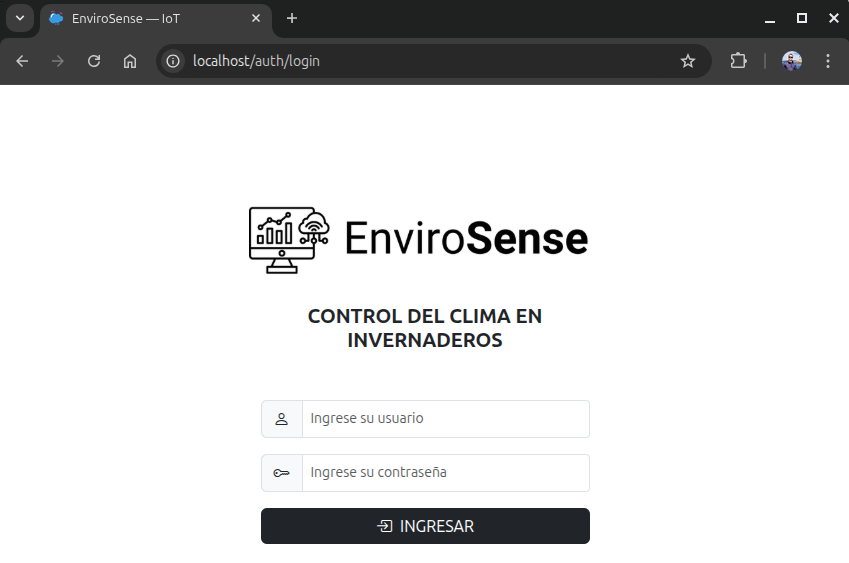 EnviroSense — IoT
localhost/auth/login
EnviroSense
CONTROL DEL CLIMA EN
INVERNADEROS
Ingrese su usuario
Ingrese su contraseña
INGRESAR